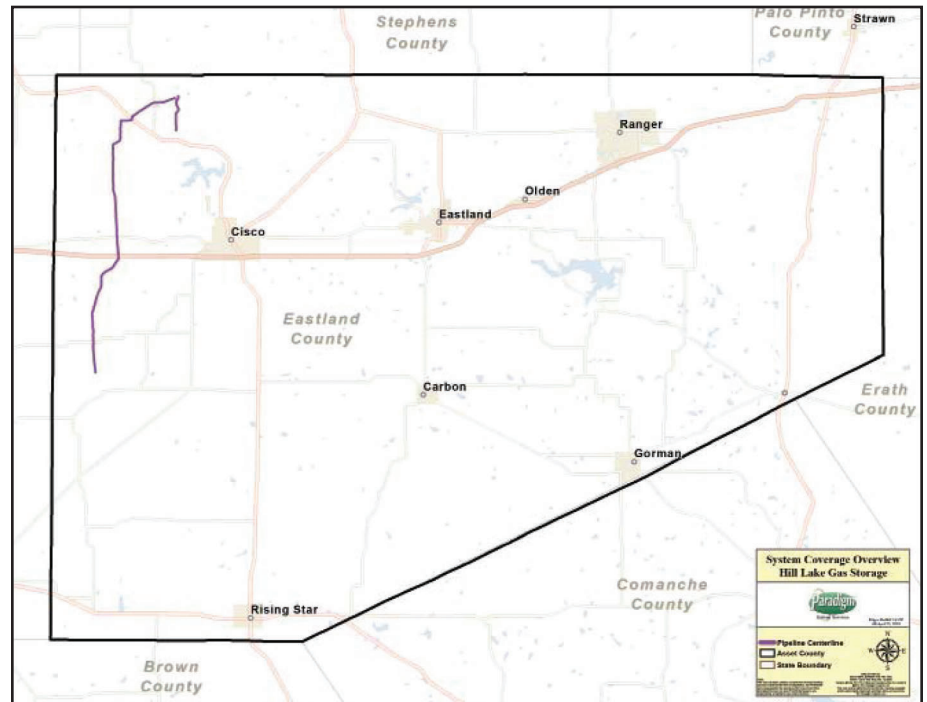 Stephens
County
Palo Pinto
County
Strawn
Ranger
Olden
Eastland
Cisco
Eastland
County
Carbon
Erath
County
Gorman
Comanche
County
Rising Star
Brown
County
System Coverage Overview
Hill Lake Gas Storage
Paradigm
Pipeline Centerline
Asset County
State Boundary
N
W
E
S